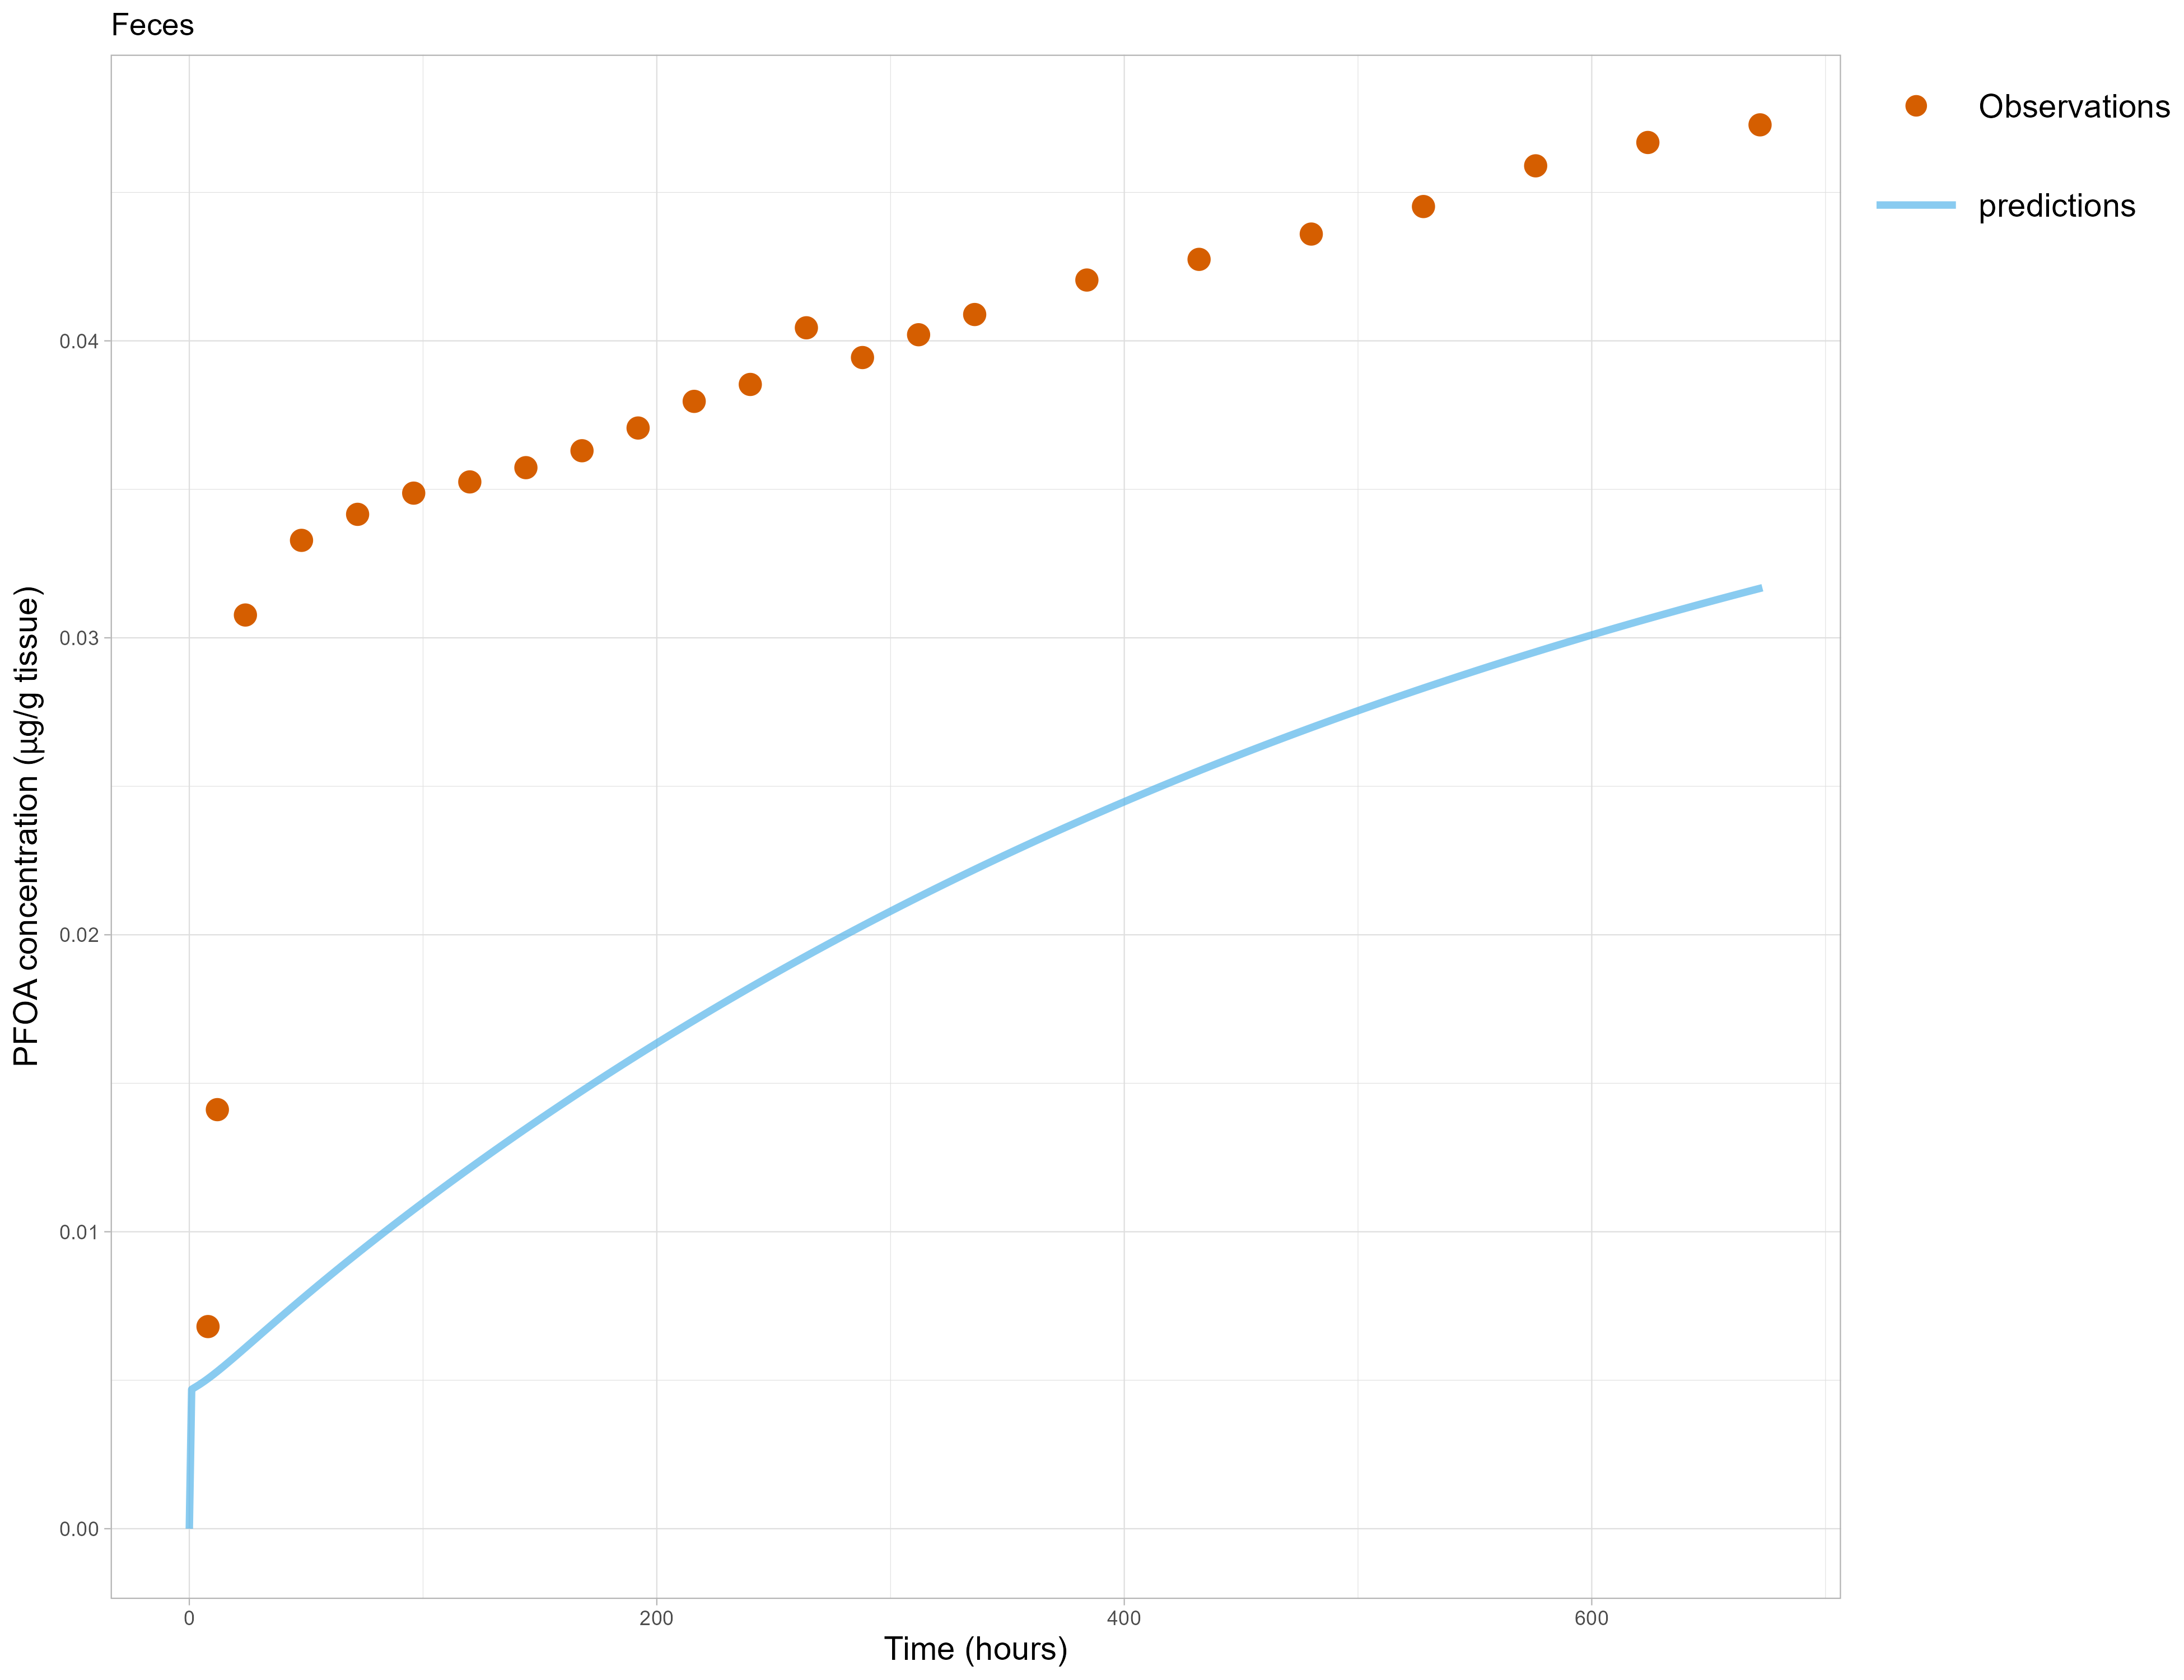 Feces
Observations
predictions
PFOA concentration (µg/g tissue)
0.04
0.03
0.02
0.01
0.00
0
200
400
600
Time (hours)